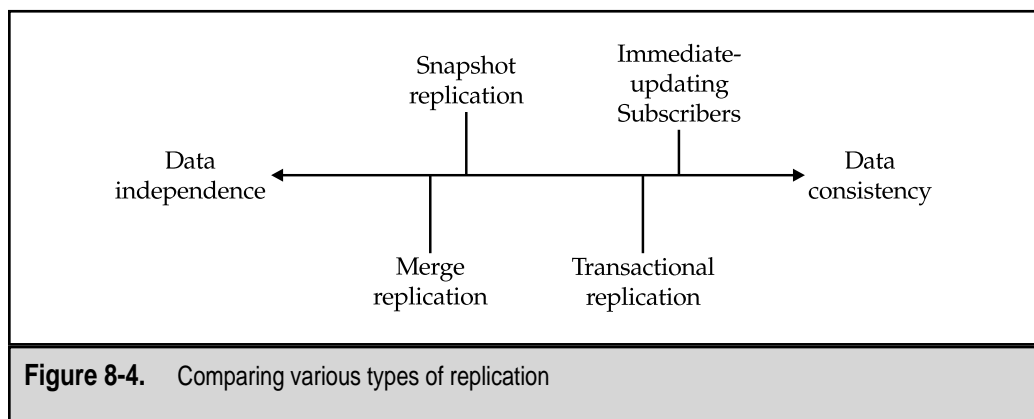 Snapshot
replication
Immediate-
updating
Subscribers
Data
independence
Data
consistency
Merge
replication
Transactional
replication
Figure 8-4. Comparing various types of replication